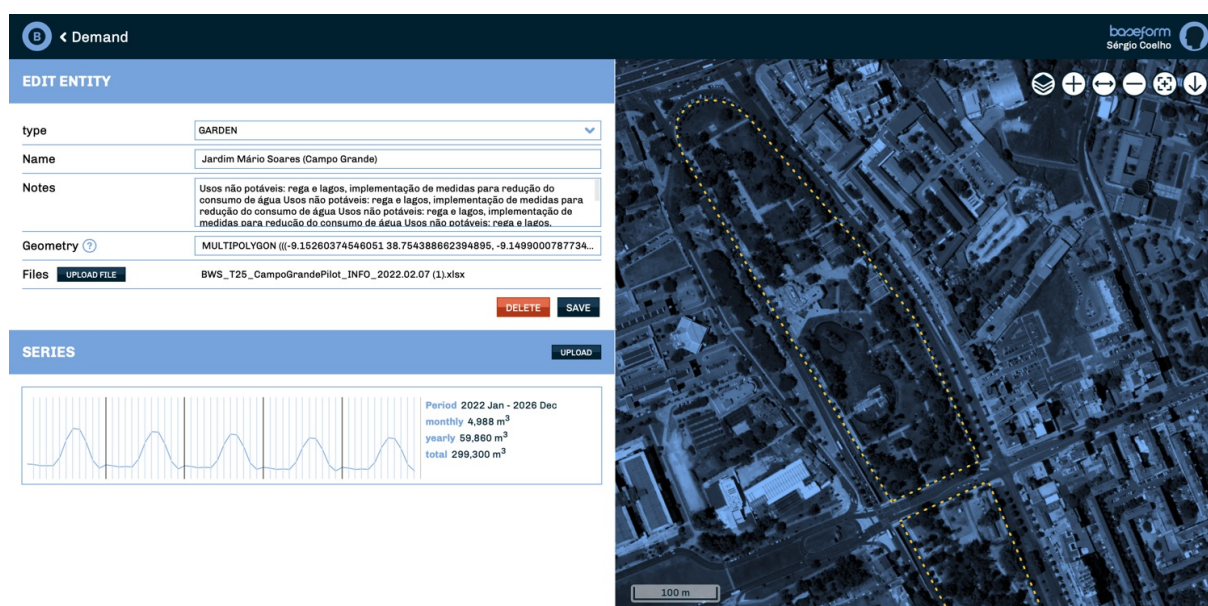 B < Demand
baseform
Sérgio Coelho
EDIT ENTITY
type GARDEN
Name Jardim Mário Soares (Campo Grande)
Notes Usos não potáveis: rega e lagos, implementação de medidas para redução do
consumo de água Usos não potáveis: rega e lagos, implementação de medidas para
redução do consumo de água Usos não potáveis: rega e lagos, implementação de
medidas para redução do consumo de água Usos não potáveis: rega e lagos,
Geometry ? MULTIPOLYGON (((-9.15260374546051 38.754388662394895, -9.1499000787734...
Files UPLOAD FILE BWS_T25_CampoGrandePilot_INFO_2022.02.07 (1).xlsx
DELETE SAVE
SERIES UPLOAD
Period 2022 Jan - 2026 Dec
monthly 4,988 m³
yearly 59,860 m³
total 299,300 m³
100 m